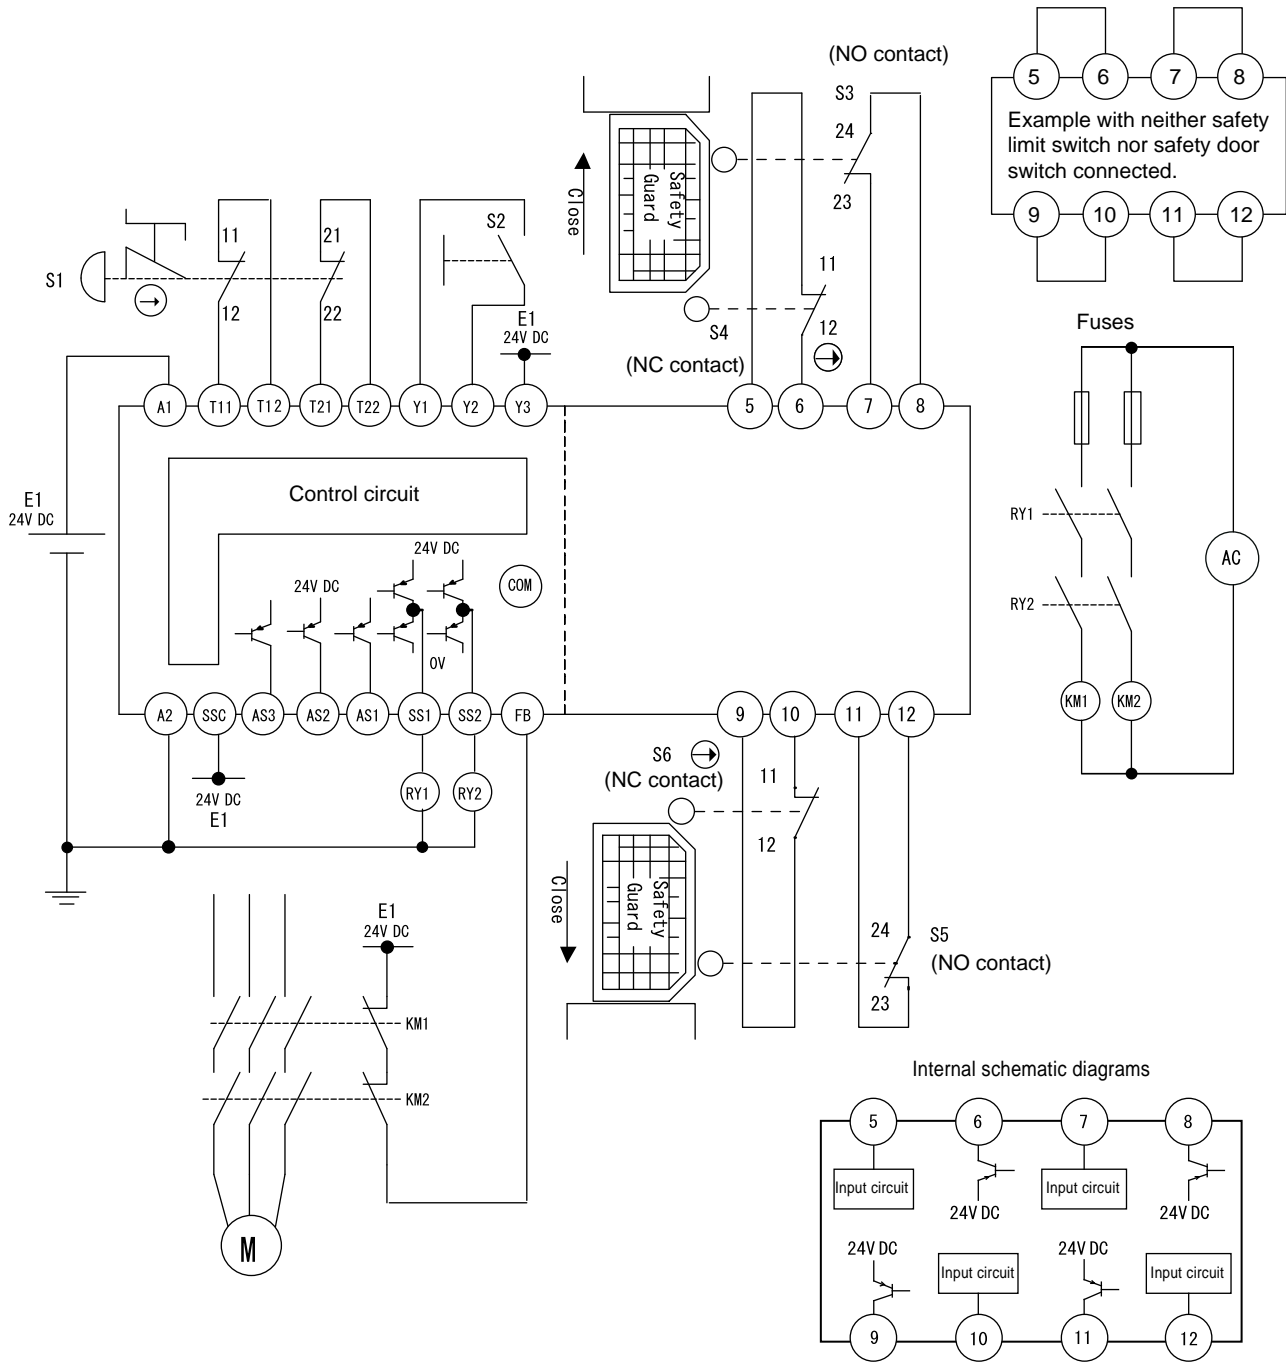 (NO contact)
S3
24
23
Close
Safety
Guard
11
12
S4
(NC contact)
5
6
7
8
Example with neither safety
limit switch nor safety door
switch connected.
9
10
11
12
S1
11
12
21
22
S2
E1
24V DC
A1
T11
T12
T21
T22
Y1
Y2
Y3
5
6
7
8
Fuses
RY1
RY2
AC
KM1
KM2
E1
24V DC
Control circuit
24V DC
24V DC
COM
0V
A2
SSC
AS3
AS2
AS1
SS1
SS2
FB
9
10
11
12
24V DC
E1
RY1
RY2
S6
(NC contact)
11
12
Close
Safety
Guard
24
23
S5
(NO contact)
E1
24V DC
KM1
KM2
M
Internal schematic diagrams
5
6
7
8
Input circuit
24V DC
Input circuit
24V DC
24V DC
Input circuit
24V DC
Input circuit
9
10
11
12